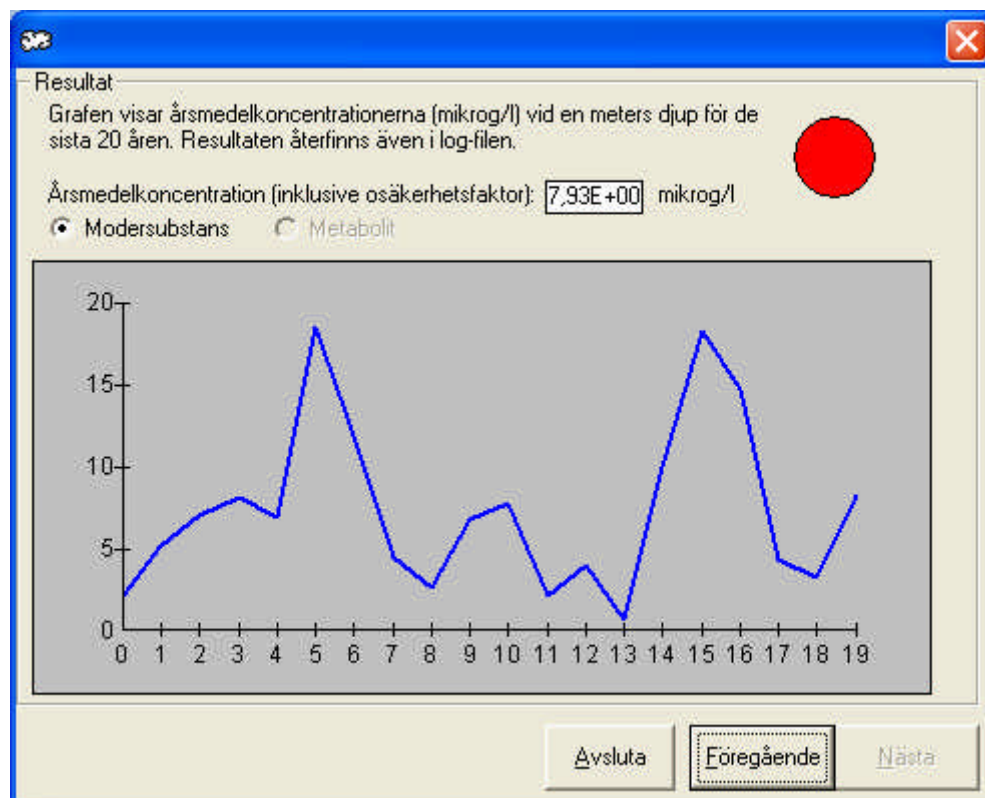 Resultat
Grafen visar årsmedelkoncentrationerna (mikrog/l) vid en meters djup för de
sista 20 åren. Resultaten återfinns även i log-filen.
Årsmedelkoncentration (inklusive osäkerhetsfaktor): 7,93E+00 mikrog/l
Modersubstans Metabolit
20
15
10
5
0
0 1 2 3 4 5 6 7 8 9 10 11 12 13 14 15 16 17 18 19
Avsluta Föregående Nästa